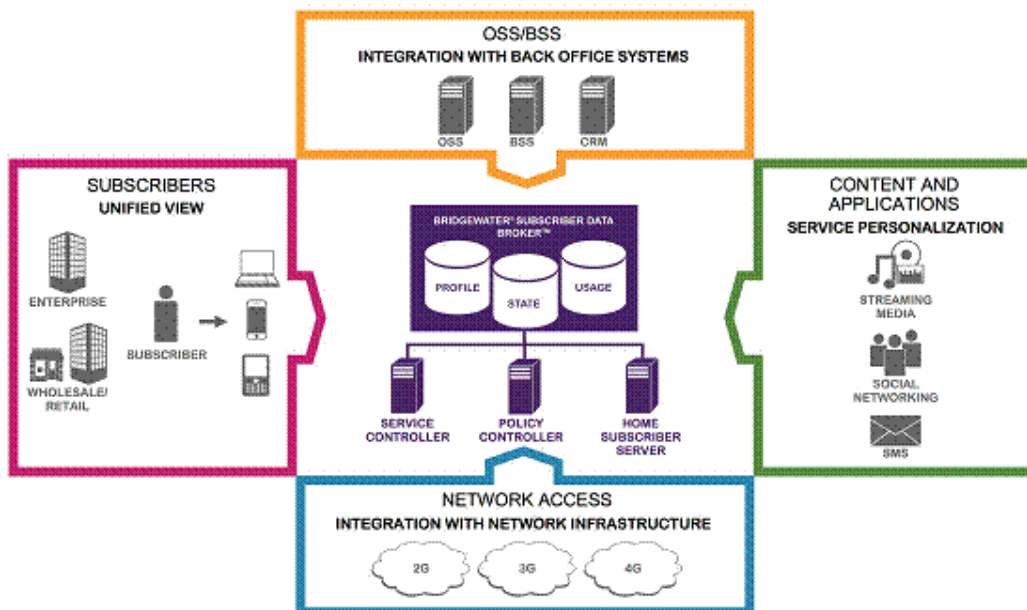 OSS/BSS
INTEGRATION WITH BACK OFFICE SYSTEMS
OSS
BSS
CRM
SUBSCRIBERS
UNIFIED VIEW
ENTERPRISE
SUBSCRIBER
WHOLESALE/
RETAIL
BRIDGEWATER® SUBSCRIBER DATA
BROKER™
PROFILE
STATE
USAGE
SERVICE
CONTROLLER
POLICY
CONTROLLER
HOME
SUBSCRIBER
SERVER
CONTENT AND
APPLICATIONS
SERVICE PERSONALIZATION
STREAMING
MEDIA
SOCIAL
NETWORKING
SMS
NETWORK ACCESS
INTEGRATION WITH NETWORK INFRASTRUCTURE
2G
3G
4G